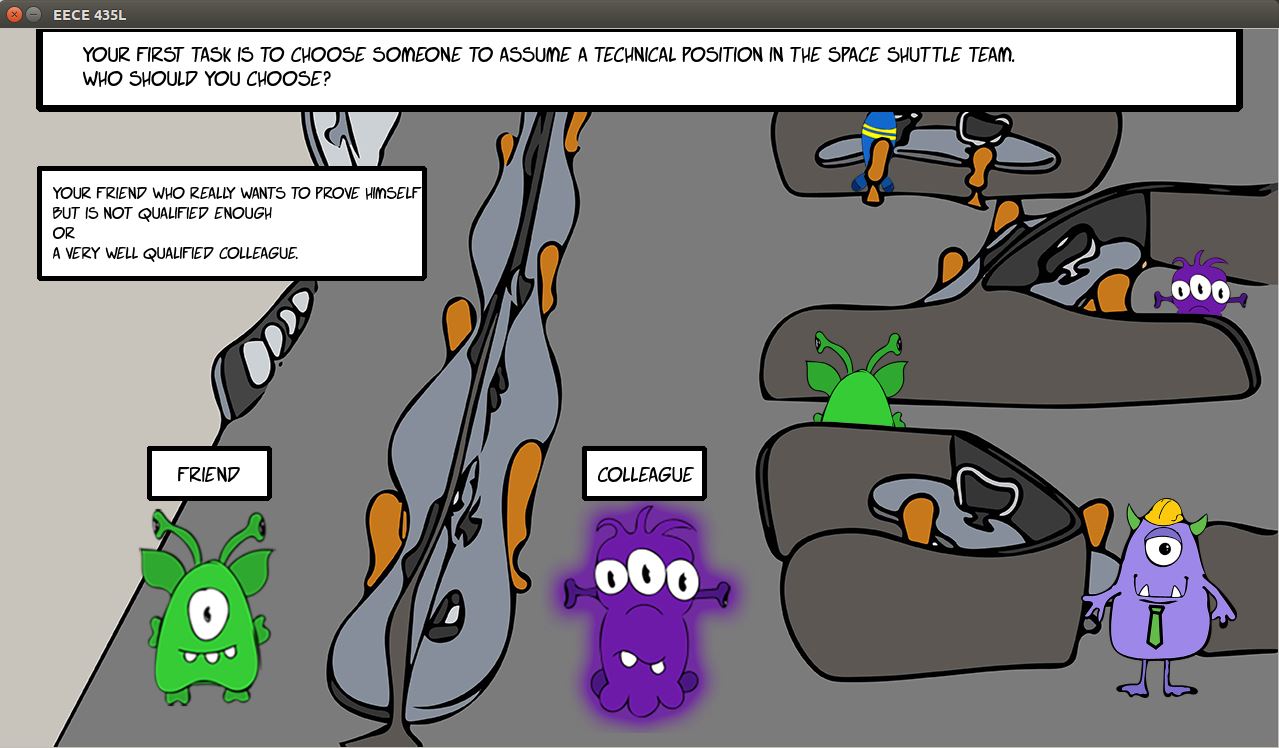 EECE 435L
YOUR FIRST TASK IS TO CHOOSE SOMEONE TO ASSUME A TECHNICAL POSITION IN THE SPACE SHUTTLE TEAM.
WHO SHOULD YOU CHOOSE?
YOUR FRIEND WHO REALLY WANTS TO PROVE HIMSELF
BUT IS NOT QUALIFIED ENOUGH
OR
A VERY WELL QUALIFIED COLLEAGUE.
FRIEND
COLLEAGUE